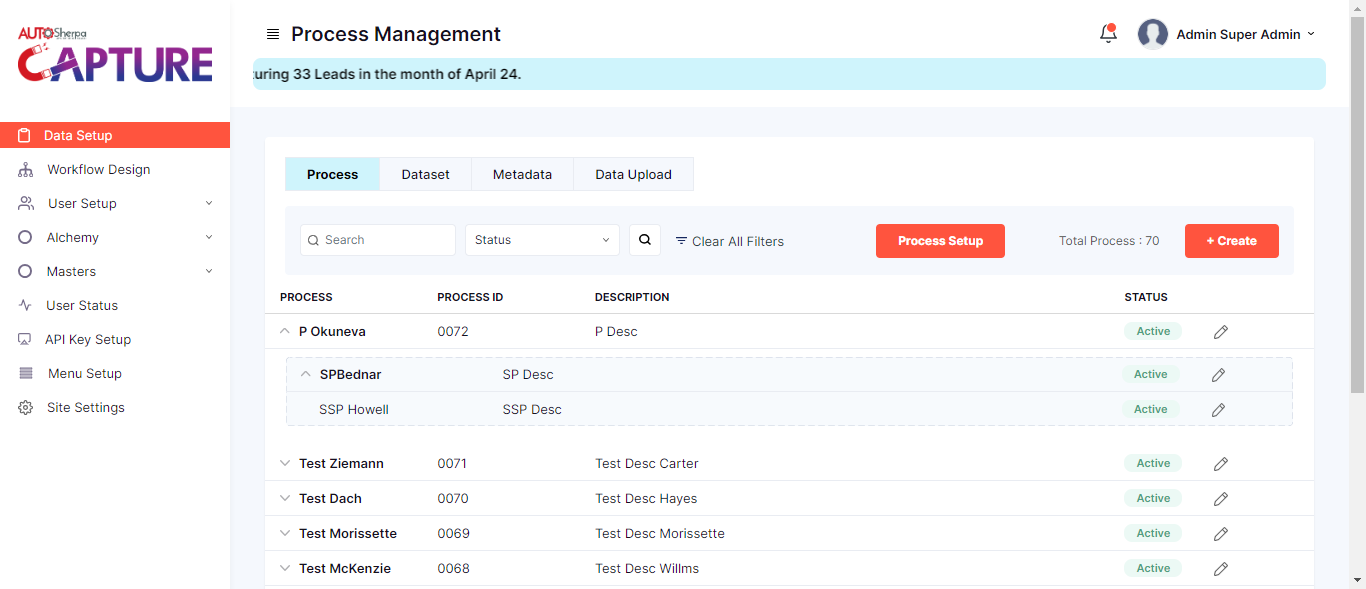 AUTOSherpa
CAPTURE
Process Management
Admin Super Admin
turing 33 Leads in the month of April 24.
Data Setup
Workflow Design
User Setup
Alchemy
Masters
User Status
API Key Setup
Menu Setup
Site Settings
Process Dataset Metadata Data Upload
Search Status Clear All Filters Process Setup Total Process : 70 + Create
PROCESS PROCESS ID DESCRIPTION STATUS
P Okuneva 0072 P Desc Active
SPBednar SP Desc Active
SSP Howell SSP Desc Active
Test Ziemann 0071 Test Desc Carter Active
Test Dach 0070 Test Desc Hayes Active
Test Morissette 0069 Test Desc Morissette Active
Test McKenzie 0068 Test Desc Willms Active